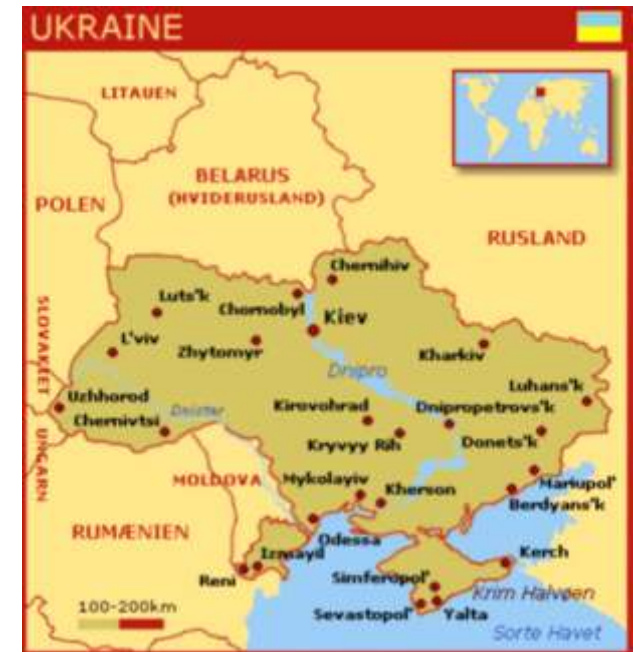 UKRAINE
LITAUEN
BELARUS
(HVIDERUSLAND)
POLEN
RUSLAND
Chernihiv
Luts'k
Chornobyl
Kiev
L'viv
Zhytomyr
Kharkiv
SLOVAKIET
Dnipro
Luhans'k
Uzhhorod
Dnister
Kirovohrad
Dnipropetrovs'k
Chernivtsi
Kryvyy Rih
Donets'k
UNGARN
MOLDOVA
Mykolayiv
Kherson
Mariupol'
Berdyans'k
RUMÆNIEN
Odessa
Izmayil
Kerch
Reni
Simferopol'
Krim Halvøen
100-200km
Sevastopol'
Yalta
Sorte Havet